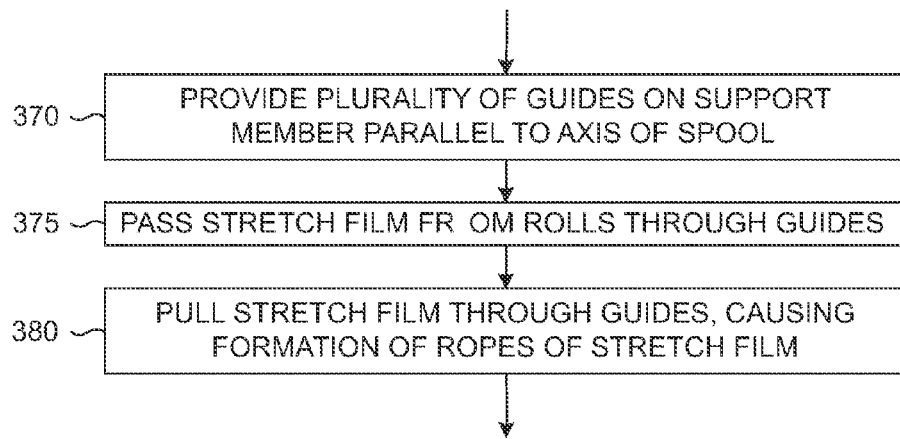 370
PROVIDE PLURALITY OF GUIDES ON SUPPORT
MEMBER PARALLEL TO AXIS OF SPOOL
375
PASS STRETCH FILM FR OM ROLLS THROUGH GUIDES
380
PULL STRETCH FILM THROUGH GUIDES, CAUSING
FORMATION OF ROPES OF STRETCH FILM